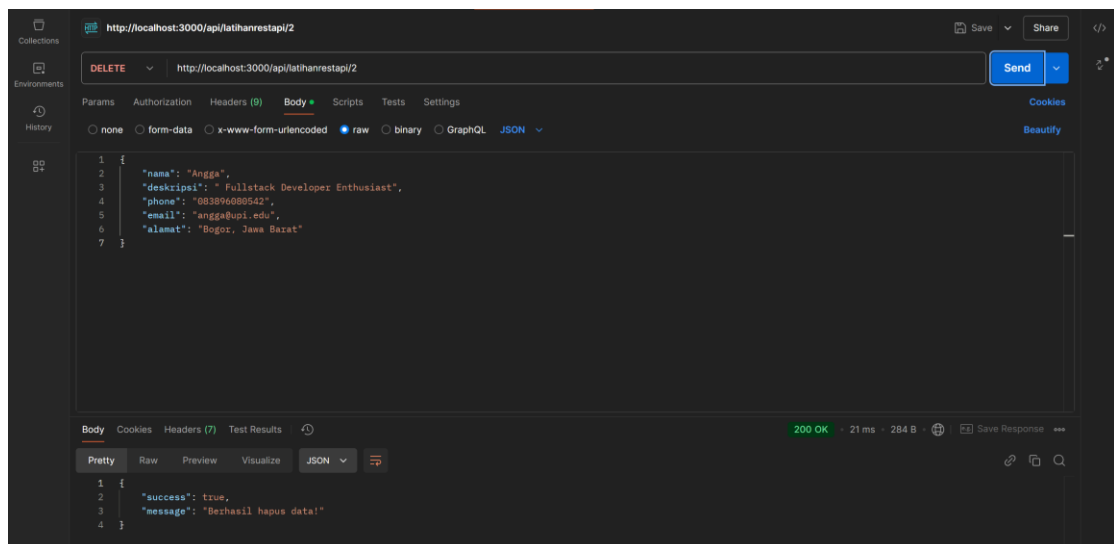 http://localhost:3000/api/latihanrestapi/2
Save
Share
Collections
DELETE
http://localhost:3000/api/latihanrestapi/2
Send
Environments
Params Authorization Headers (9) Body Scripts Tests Settings
Cookies
History
none form-data x-www-form-urlencoded raw binary GraphQL JSON
Beautify
1 {
2 "nama": "Angga",
3 "deskripsi": " Fullstack Developer Enthusiast",
4 "phone": "083896080542",
5 "email": "angga@upi.edu",
6 "alamat": "Bogor, Jawa Barat"
7 }
Body Cookies Headers (7) Test Results
200 OK 21 ms 284 B
Save Response
Pretty Raw Preview Visualize JSON
1 {
2 "success": true,
3 "message": "Berhasil hapus data!"
4 }